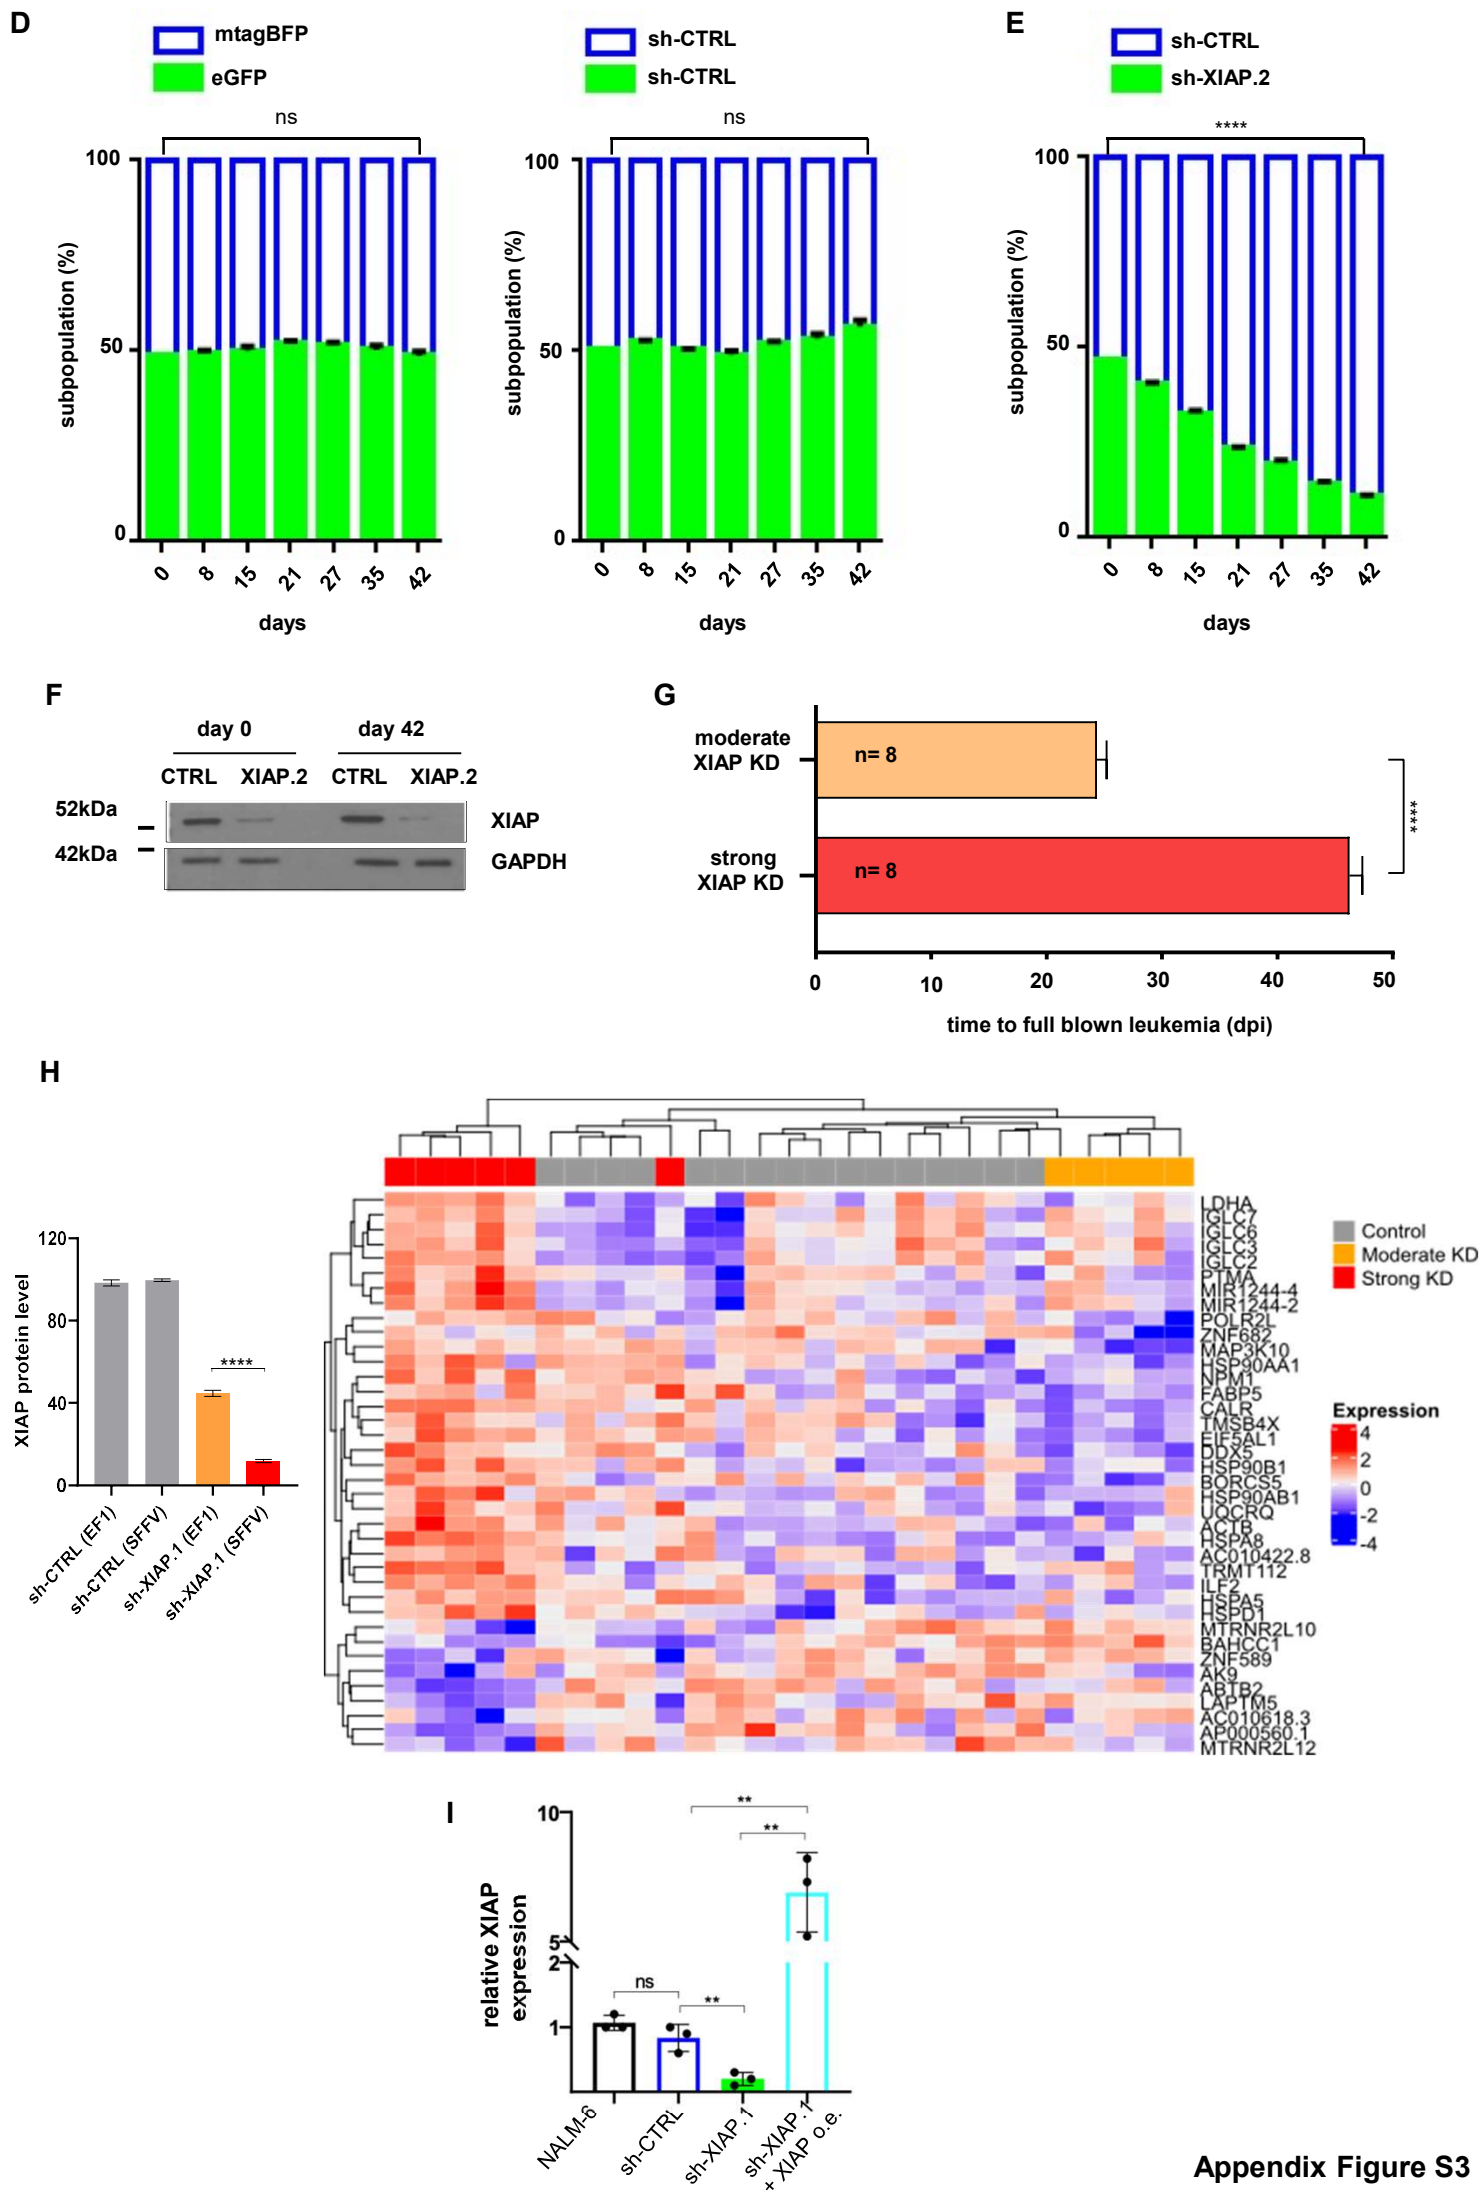 D
mtagBFP
eGFP
ns
100
50
0
subpopulation (%)
0 8 15 21 27 35 42
days
sh-CTRL
sh-CTRL
ns
100
50
0
subpopulation (%)
0 8 15 21 27 35 42
days
E
sh-CTRL
sh-XIAP.2
****
100
50
0
subpopulation (%)
0 8 15 21 27 35 42
days
F
day 0 day 42
CTRL XIAP.2 CTRL XIAP.2
52kDa
42kDa
XIAP
GAPDH
G
moderate
XIAP KD
n= 8
strong
XIAP KD
n= 8
****
0 10 20 30 40 50
time to full blown leukemia (dpi)
H
XIAP protein level
120
80
40
0
****
sh-CTRL (EF1)
sh-CTRL (SFFV)
sh-XIAP.1 (EF1)
sh-XIAP.1 (SFFV)
LDHA
IGLC7
IGLC6
IGLC3
IGLC2
PTMA
MIR1244-4
MIR1244-2
POLR2L
ZNF682
MAP3K10
HSP90AA1
NPM1
FABP5
CALR
TMSB4X
EIF5AL1
DDX5
HSP90B1
BORCS5
HSP90AB1
UQCRQ
ACTB
HSPA8
AC010422.8
TRMT112
ILF2
HSPA5
HSPD1
MTRNR2L10
BAHCC1
ZNF589
AK9
ABTB2
LAPTM5
AC010618.3
AP000560.1
MTRNR2L12
Control
Moderate KD
Strong KD
Expression
4
2
0
-2
-4
I
relative XIAP
expression
10
5
2
1
ns
**
**
**
NALM-6
sh-CTRL
sh-XIAP.1
sh-XIAP.1
+ XIAP o.e.
Appendix Figure S3